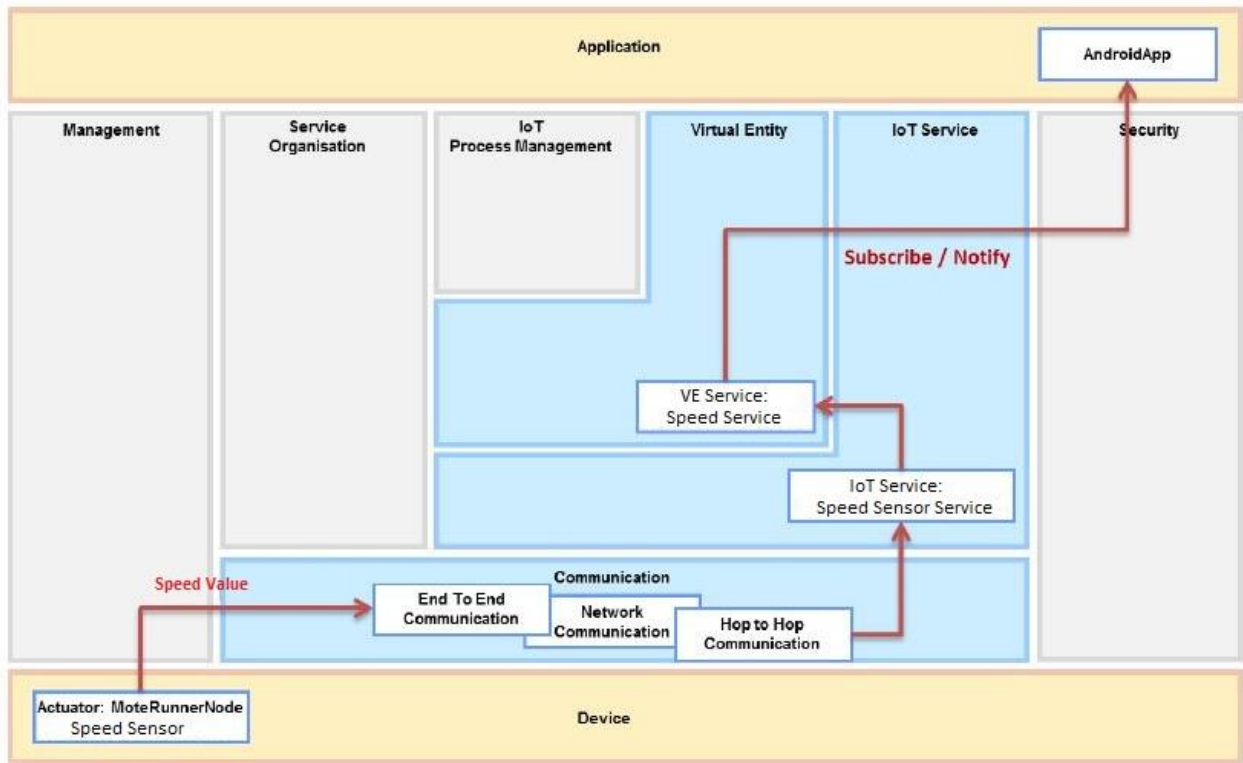 Application
AndroidApp
Management
Service
Organisation
IoT
Process Management
Virtual Entity
IoT Service
Security
Subscribe / Notify
VE Service:
Speed Service
IoT Service:
Speed Sensor Service
Speed Value
Communication
End To End
Communication
Network
Communication
Hop to Hop
Communication
Actuator: MoteRunnerNode
Speed Sensor
Device